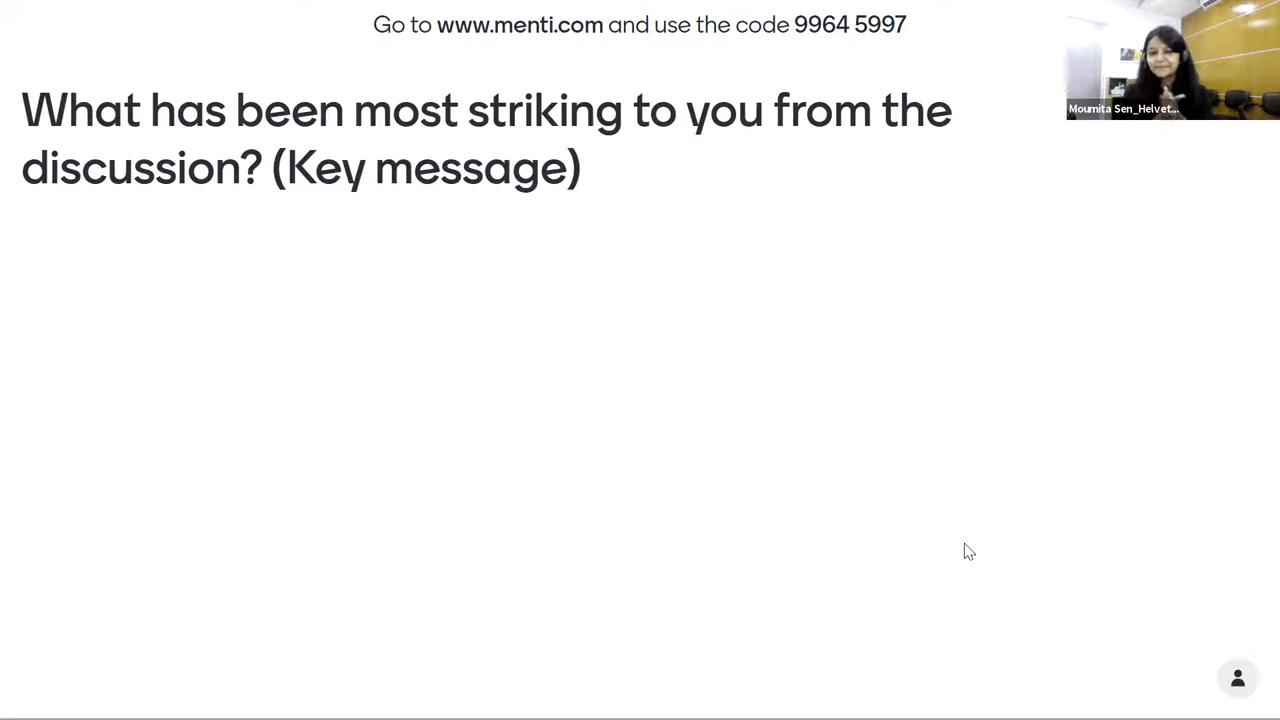 Go to www.menti.com and use the code 9964 5997
What has been most striking to you from the
discussion? (Key message)
Moumita Sen_Helvet...